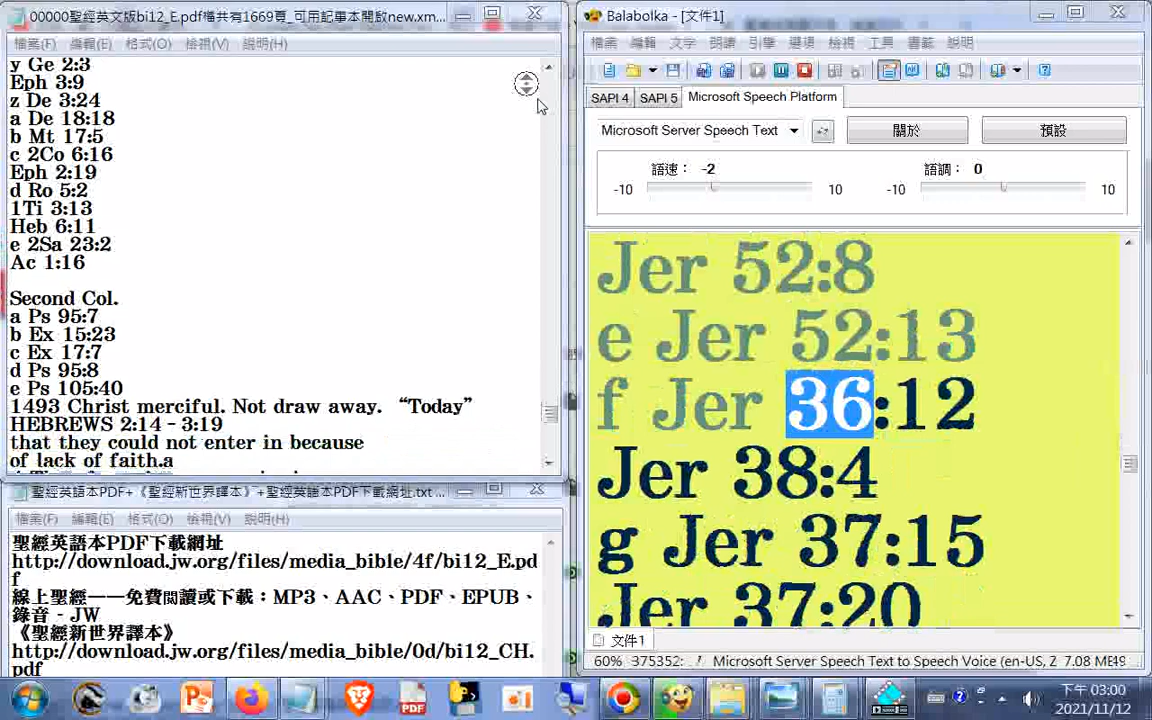 00000聖經英文版bi12_E.pdf檔共有1669頁_可用記事本開啟new.xm...
檔案(F) 編輯(E) 格式(O) 檢視(V) 說明(H)
y Ge 2:3
Eph 3:9
z De 3:24
a De 18:18
b Mt 17:5
c 2Co 6:16
Eph 2:19
d Ro 5:2
1Ti 3:13
Heb 6:11
e 2Sa 23:2
Ac 1:16
Second Col.
a Ps 95:7
b Ex 15:23
c Ex 17:7
d Ps 95:8
e Ps 105:40
1493 Christ merciful. Not draw away. “Today”
HEBREWS 2:14–3:19
that they could not enter in because
of lack of faith.a
聖經英語本PDF+《聖經新世界譯本》+聖經英語本PDF下載網址.txt ...
檔案(F) 編輯(E) 格式(O) 檢視(V) 說明(H)
聖經英語本PDF下載網址
http://download.jw.org/files/media_bible/4f/bi12_E.pd
f
線上聖經──免費閱讀或下載：MP3、AAC、PDF、EPUB、
錄音 - JW
《聖經新世界譯本》
http://download.jw.org/files/media_bible/0d/bi12_CH.
pdf
Balabolka - [文件1]
檔案 編輯 文字 朗讀 引擎 選項 檢視 工具 書籤 說明
SAPI 4 SAPI 5 Microsoft Speech Platform
Microsoft Server Speech Text 關於 預設
語速： -2 語調： 0
-10 10 -10 10
Jer 52:8
e Jer 52:13
f Jer 36:12
Jer 38:4
g Jer 37:15
Jer 37:20
文件1
60% 375352: Microsoft Server Speech Text to Speech Voice (en-US, Z 7.08 MB
下午 03:00
2021/11/12